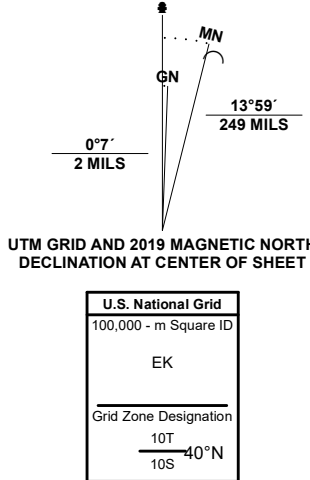 MN
GN
13°59´
249 MILS
0°7´
2 MILS
UTM GRID AND 2019 MAGNETIC NORTH
DECLINATION AT CENTER OF SHEET
U.S. National Grid
100,000 - m Square ID
EK
Grid Zone Designation
10T
40°N
10S